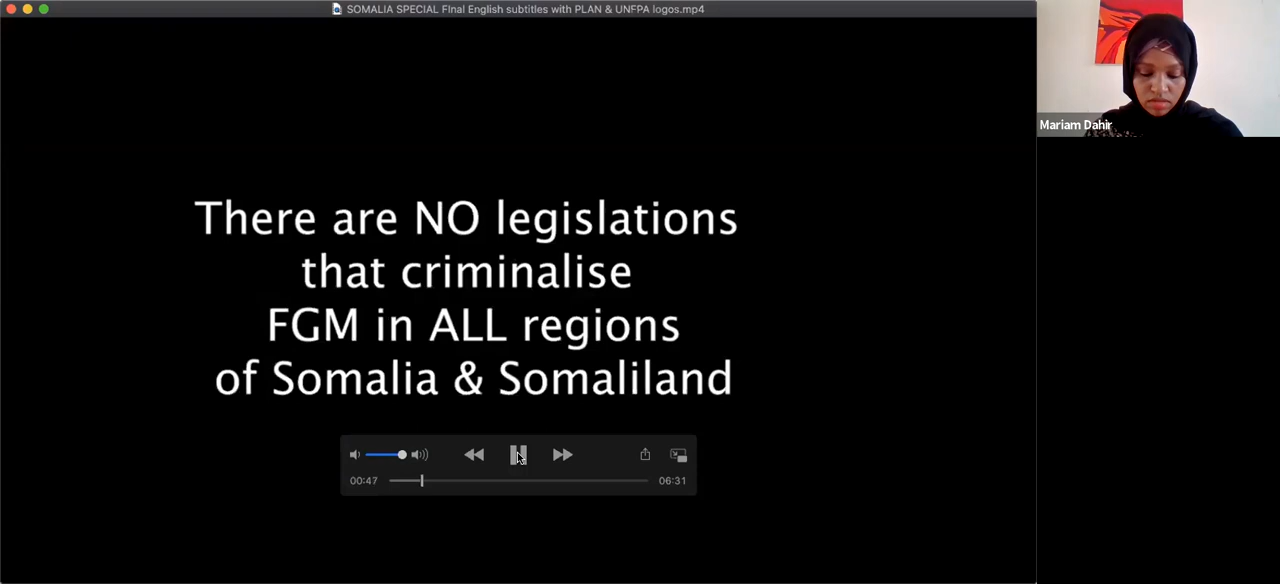 SOMALIA SPECIAL FInal English subtitles with PLAN & UNFPA logos.mp4
Mariam Dahir
There are NO legislations
that criminalise
FGM in ALL regions
of Somalia & Somaliland
00:47
06:31